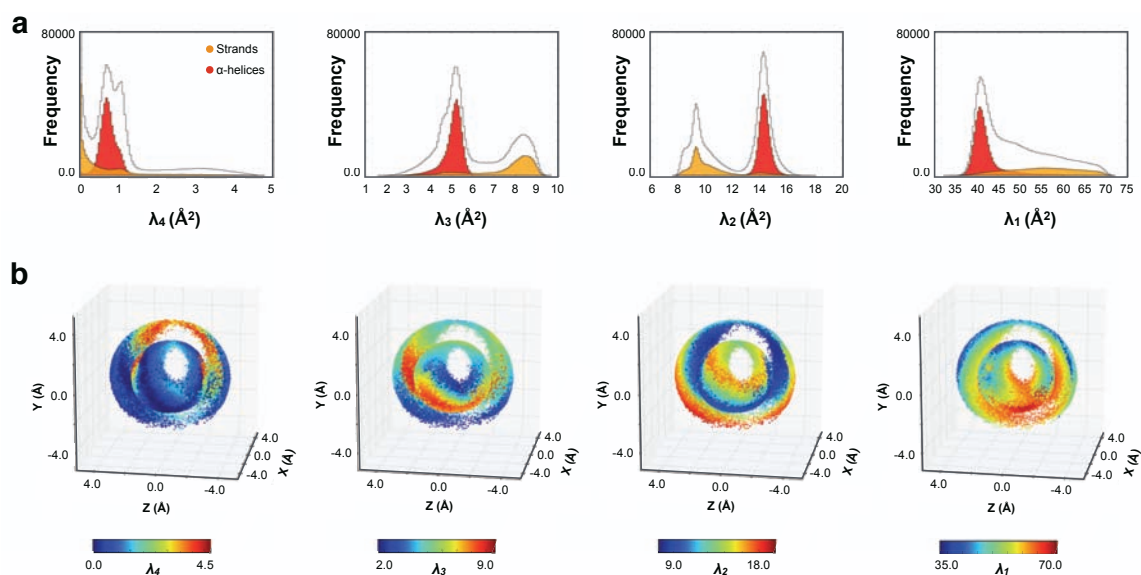 a
80000
Frequency
0.0
0 1 2 3 4 5
λ4 (Å²)
Strands
α-helices
80000
Frequency
0.0
1 2 3 4 5 6 7 8 9 10
λ3 (Å²)
80000
Frequency
0.0
6 8 10 12 14 16 18 20
λ2 (Å²)
80000
Frequency
0.0
30 35 40 45 50 55 60 65 70 75
λ1 (Å²)
b
4.0
0.0
-4.0
Y (Å)
4.0 0.0 -4.0
Z (Å)
4.0
0.0
-4.0
X (Å)
0.0 4.5
λ4
4.0
0.0
-4.0
Y (Å)
4.0 0.0 -4.0
Z (Å)
4.0
0.0
-4.0
X (Å)
2.0 9.0
λ3
4.0
0.0
-4.0
Y (Å)
4.0 0.0 -4.0
Z (Å)
4.0
0.0
-4.0
X (Å)
9.0 18.0
λ2
4.0
0.0
-4.0
Y (Å)
4.0 0.0 -4.0
Z (Å)
4.0
0.0
-4.0
X (Å)
35.0 70.0
λ1